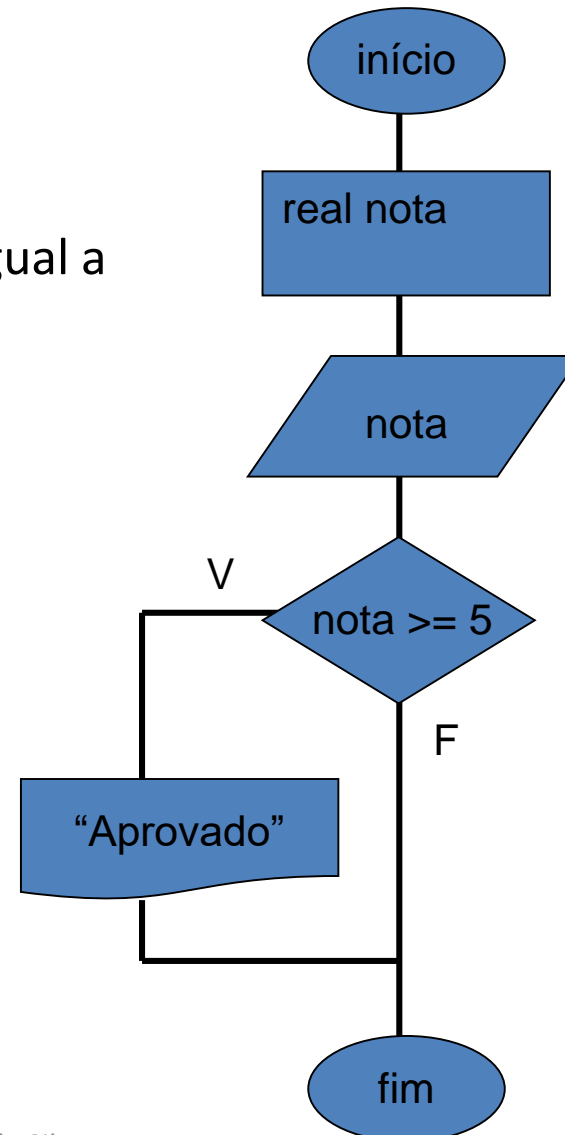 início
real nota
gual a
nota
V
nota >= 5
F
“Aprovado”
fim